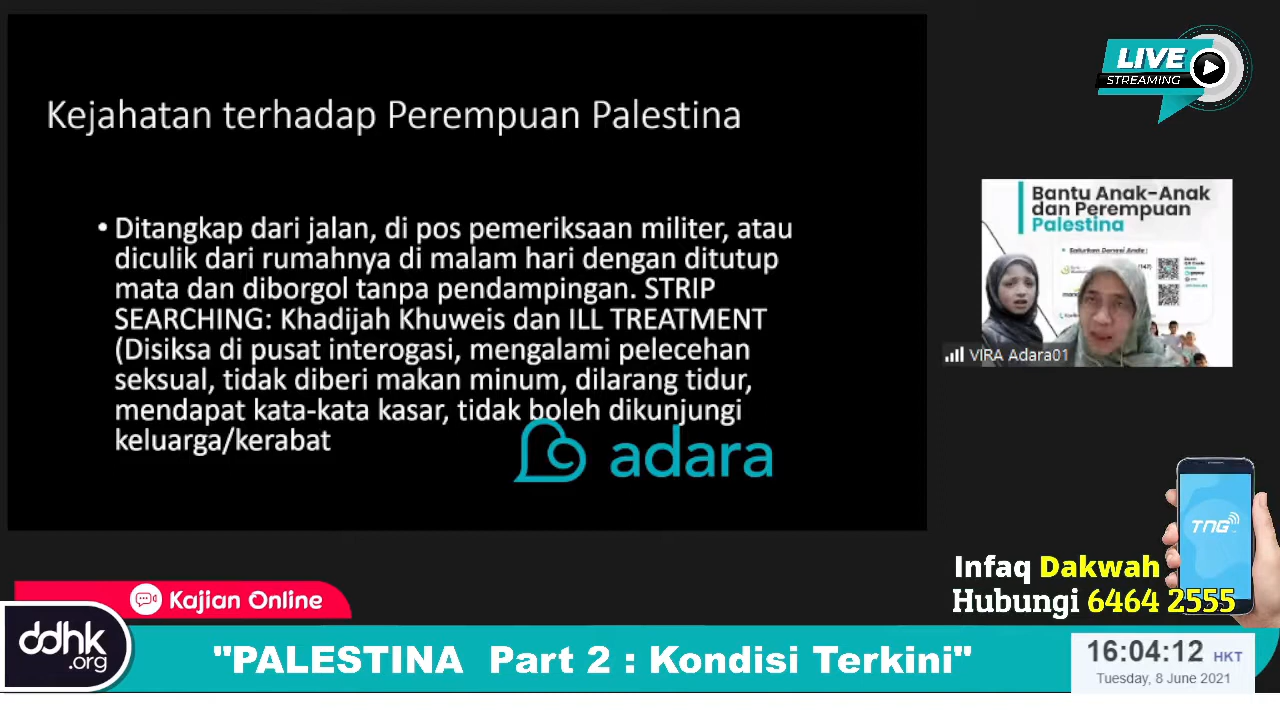 Kejahatan terhadap Perempuan Palestina
• Ditangkap dari jalan, di pos pemeriksaan militer, atau
diculik dari rumahnya di malam hari dengan ditutup
mata dan diborgol tanpa pendampingan. STRIP
SEARCHING: Khadijah Khuweis dan ILL TREATMENT
(Disiksa di pusat interogasi, mengalami pelecehan
seksual, tidak diberi makan minum, dilarang tidur,
mendapat kata-kata kasar, tidak boleh dikunjungi
keluarga/kerabat
adara
LIVE
STREAMING
Bantu Anak-Anak
dan Perempuan
Palestina
Salurkan Donasi Anda:
VIRA Adara01
TNG
Infaq Dakwah
Hubungi 6464 2555
Kajian Online
ddhk
.org
"PALESTINA Part 2 : Kondisi Terkini"
16:04:12 HKT
Tuesday, 8 June 2021